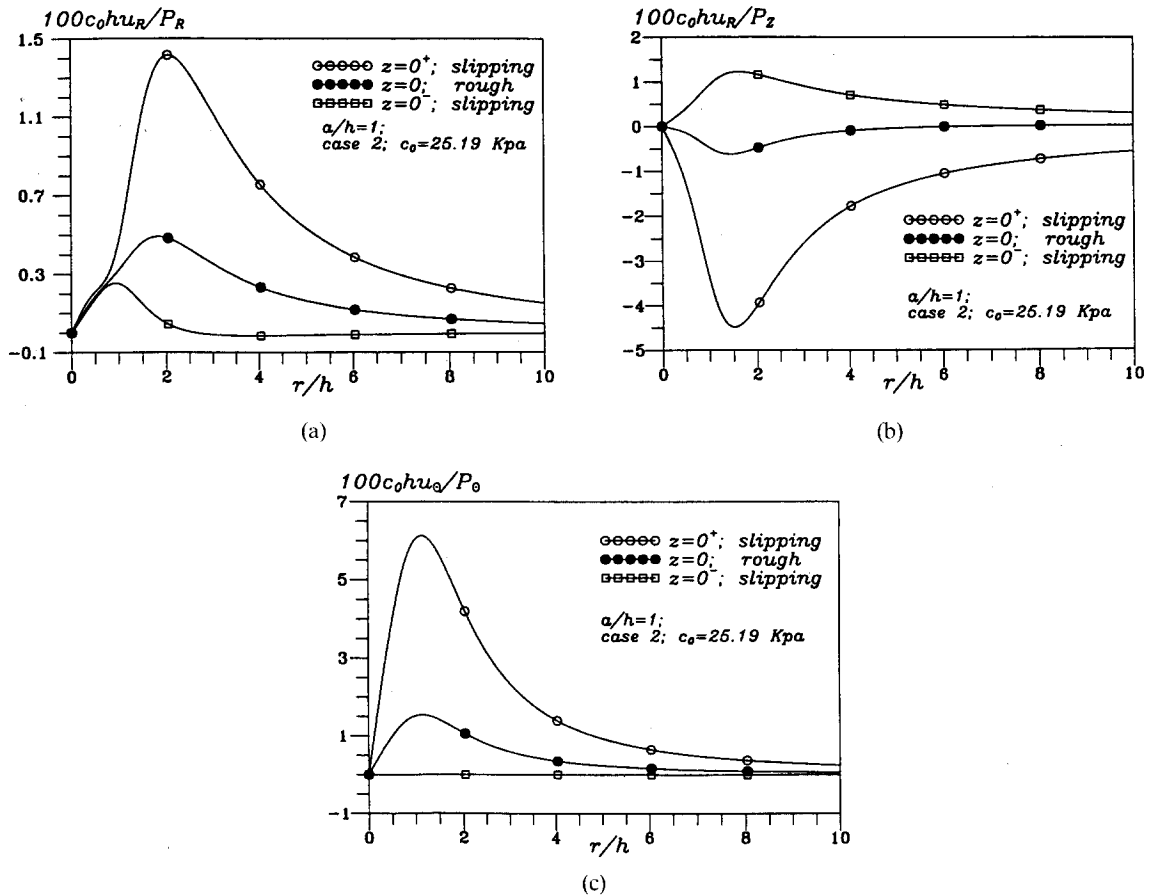 100c₀hu_R/P_R
1.5
1.1
0.7
0.3
-0.1
z=0⁺; slipping
z=0; rough
z=0⁻; slipping
a/h=1;
case 2; c₀=25.19 Kpa
0 2 4 6 8 10
r/h
(a)
100c₀hu_R/P_Z
2
1
0
-1
-2
-3
-4
-5
z=0⁺; slipping
z=0; rough
z=0⁻; slipping
a/h=1;
case 2; c₀=25.19 Kpa
0 2 4 6 8 10
r/h
(b)
100c₀hu_Θ/P_Θ
7
5
3
1
-1
z=0⁺; slipping
z=0; rough
z=0⁻; slipping
a/h=1;
case 2; c₀=25.19 Kpa
0 2 4 6 8 10
r/h
(c)